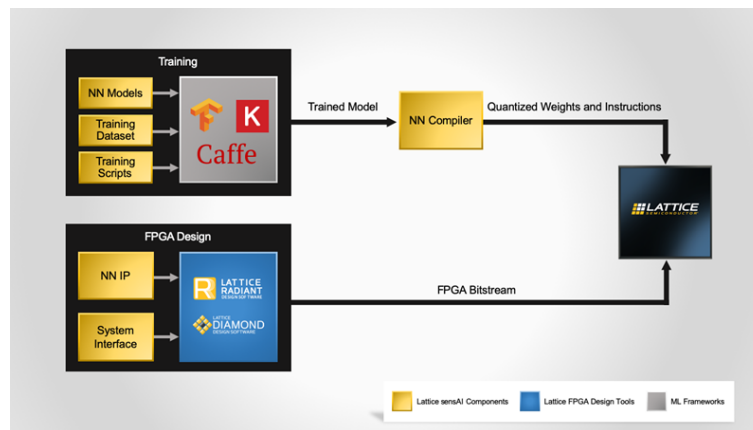 Training
NN Models
Training
Dataset
Training
Scripts
K
Caffe
Trained Model
NN Compiler
Quantized Weights and Instructions
LATTICE
SEMICONDUCTOR
FPGA Design
NN IP
System
Interface
R
LATTICE
RADIANT
DESIGN SOFTWARE
LATTICE
DIAMOND
DESIGN SOFTWARE
FPGA Bitstream
Lattice sensAI Components
Lattice FPGA Design Tools
ML Frameworks